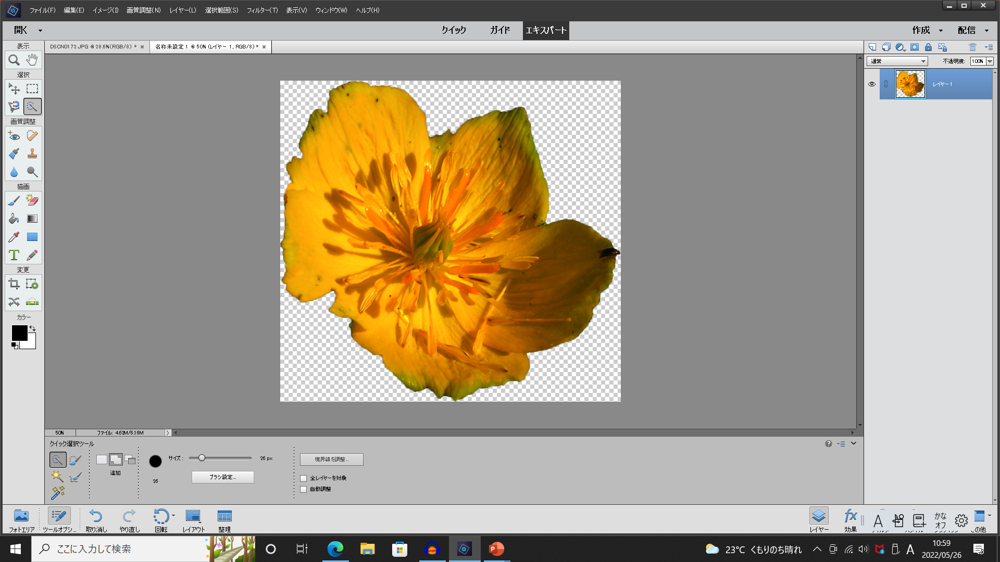 ファイル(F) 編集(E) イメージ(I) 画質調整(N) レイヤー(L) 選択範囲(S) フィルター(T) 表示(V) ウィンドウ(W) ヘルプ(H)
開く クイック ガイド エキスパート 作成 配信
表示 DSCN0172.JPG @ 28.6%(RGB/8) * 名称未設定 1 @ 50% (レイヤー 1, RGB/8) *
通常 不透明度: 100%
選択
レイヤー 1
画質調整
描画
T
変更
カラー
50% ファイル: 4.62M/6.16M
クイック選択ツール
サイズ: 26 px 境界線を調整...
追加
ブラシ設定... 全レイヤーを対象
26
自動調整
fx A かな
オフ
フォトエリア ツールオプシ... 取り消し やり直し 回転 レイアウト 整理 レイヤー 効果 の他
ここに入力して検索 P 23°C くもりのち晴れ A 10:59
2022/05/26